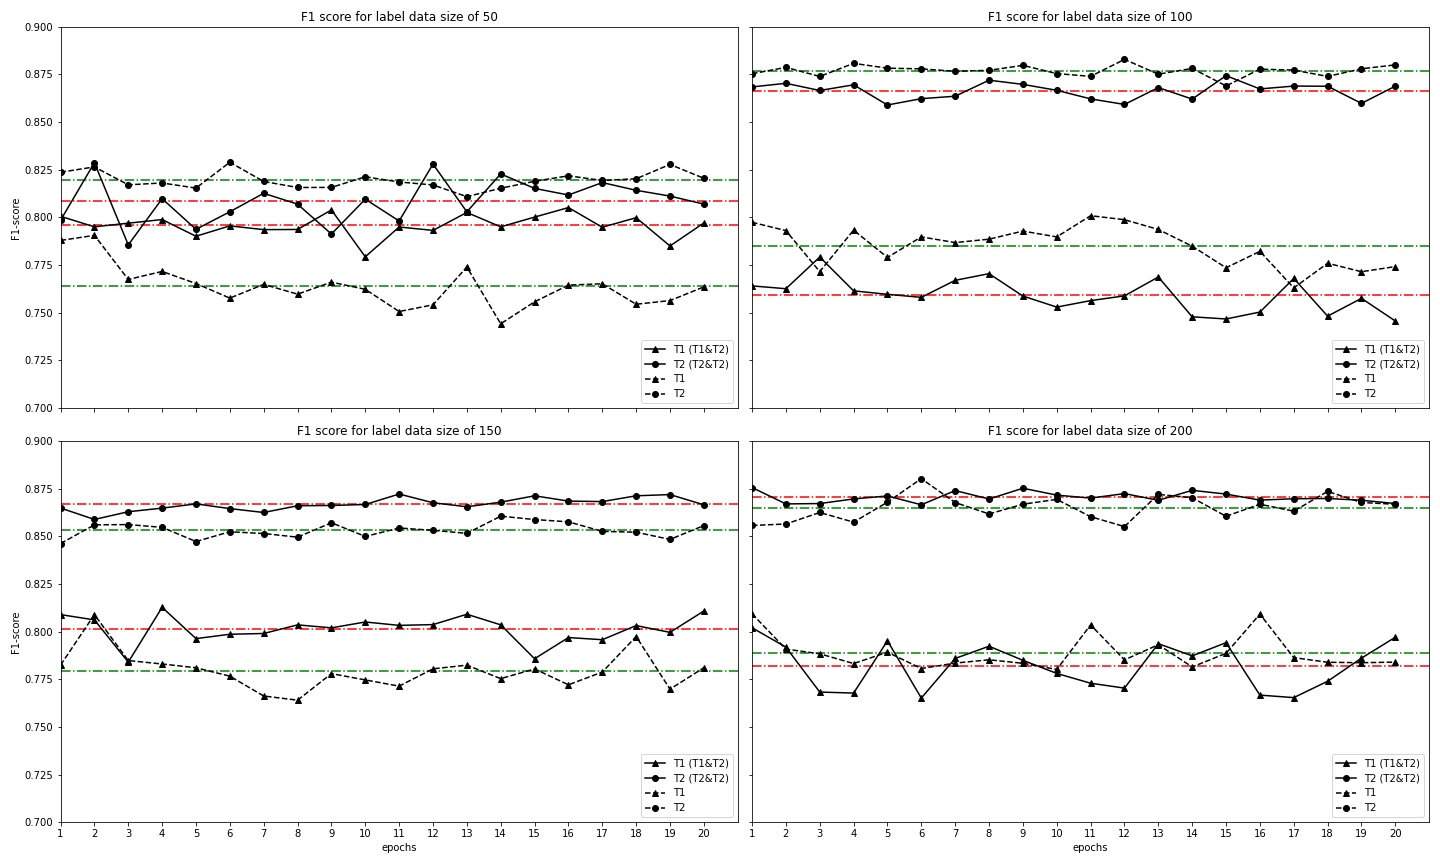 F1 score for label data size of 50
0.900
0.875
0.850
0.825
0.800
0.775
0.750
0.725
0.700
F1-score
T1 (T1&T2)
T2 (T2&T2)
T1
T2
F1 score for label data size of 100
T1 (T1&T2)
T2 (T2&T2)
T1
T2
F1 score for label data size of 150
0.900
0.875
0.850
0.825
0.800
0.775
0.750
0.725
0.700
F1-score
T1 (T1&T2)
T2 (T2&T2)
T1
T2
1 2 3 4 5 6 7 8 9 10 11 12 13 14 15 16 17 18 19 20
epochs
F1 score for label data size of 200
T1 (T1&T2)
T2 (T2&T2)
T1
T2
1 2 3 4 5 6 7 8 9 10 11 12 13 14 15 16 17 18 19 20
epochs